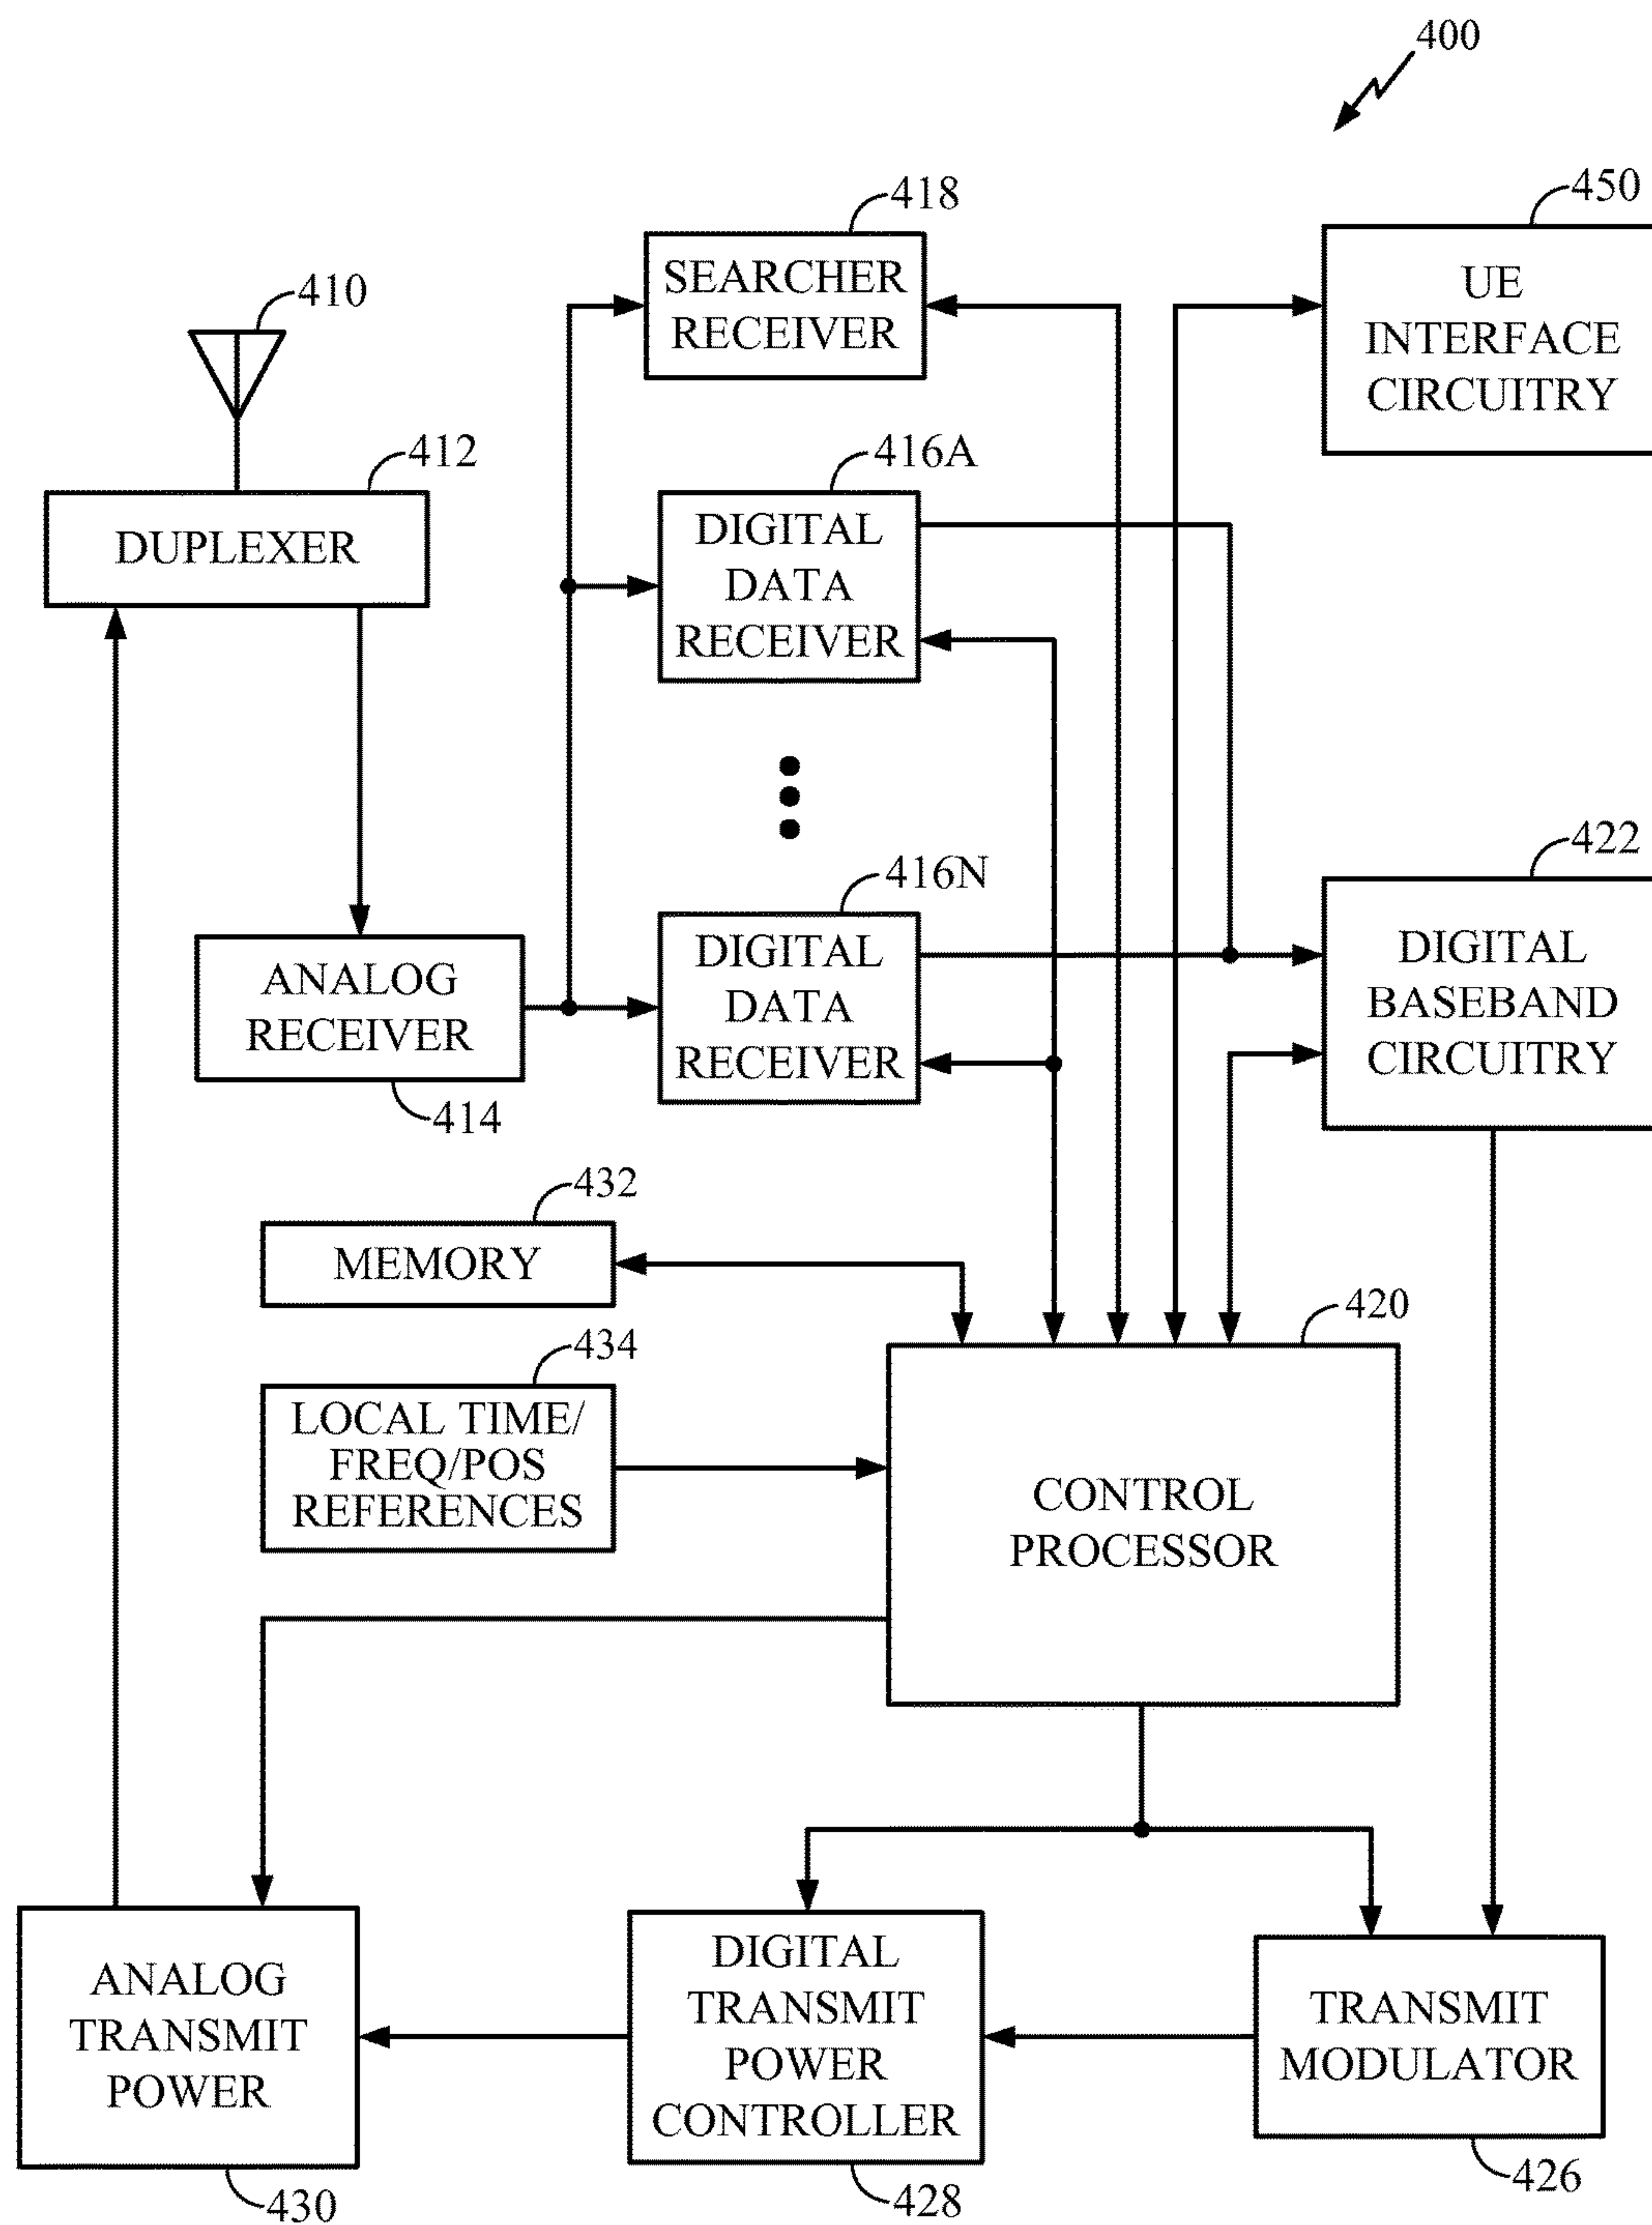 400
418
450
SEARCHER
RECEIVER
UE
INTERFACE
CIRCUITRY
410
412
416A
DUPLEXER
DIGITAL
DATA
RECEIVER
422
416N
ANALOG
RECEIVER
DIGITAL
DATA
RECEIVER
DIGITAL
BASEBAND
CIRCUITRY
414
432
MEMORY
420
434
LOCAL TIME/
FREQ/POS
REFERENCES
CONTROL
PROCESSOR
ANALOG
TRANSMIT
POWER
DIGITAL
TRANSMIT
POWER
CONTROLLER
TRANSMIT
MODULATOR
430
428
426